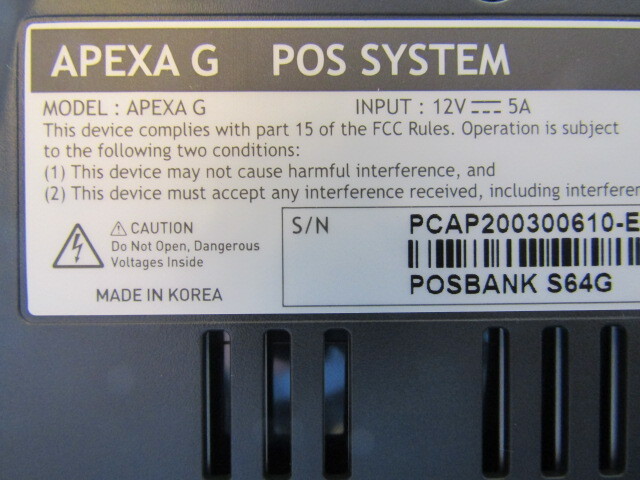 APEXA G POS SYSTEM
MODEL : APEXA G INPUT : 12V ⎓ 5A
This device complies with part 15 of the FCC Rules. Operation is subject
to the following two conditions:
(1) This device may not cause harmful interference, and
(2) This device must accept any interference received, including
CAUTION
Do Not Open, Dangerous
Voltages Inside
MADE IN KOREA
S/N PCAP200300610-E
POSBANK S64G